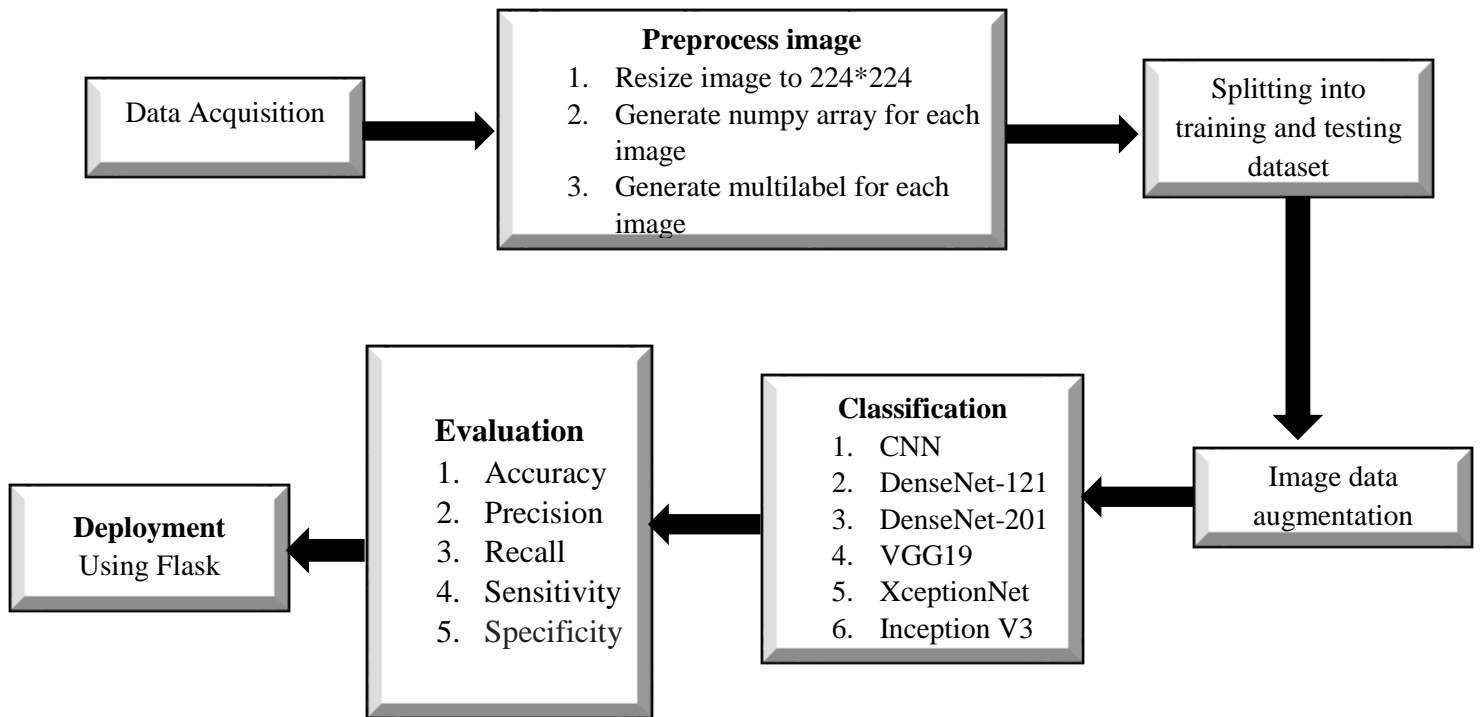 Data Acquisition
Preprocess image
1. Resize image to 224*224
2. Generate numpy array for each
image
3. Generate multilabel for each
image
Splitting into
training and testing
dataset
Image data
augmentation
Classification
1. CNN
2. DenseNet-121
3. DenseNet-201
4. VGG19
5. XceptionNet
6. Inception V3
Evaluation
1. Accuracy
2. Precision
3. Recall
4. Sensitivity
5. Specificity
Deployment
Using Flask